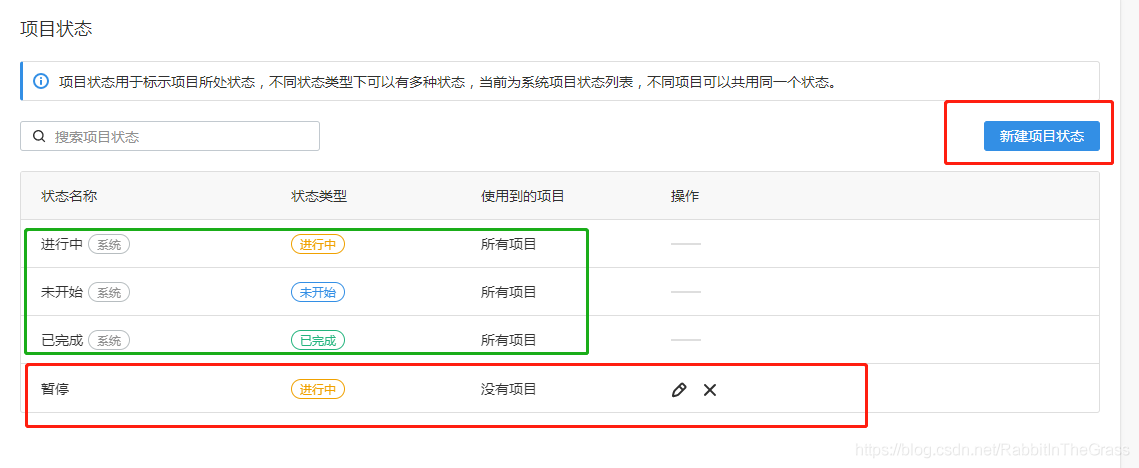 项目状态
项目状态用于标示项目所处状态，不同状态类型下可以有多种状态，当前为系统项目状态列表，不同项目可以共用同一个状态。
搜索项目状态
新建项目状态
状态名称 状态类型 使用到的项目 操作
进行中 系统 进行中 所有项目
未开始 系统 未开始 所有项目
已完成 系统 已完成 所有项目
暂停 进行中 没有项目
https://blog.csdn.net/RabbitInTheGrass